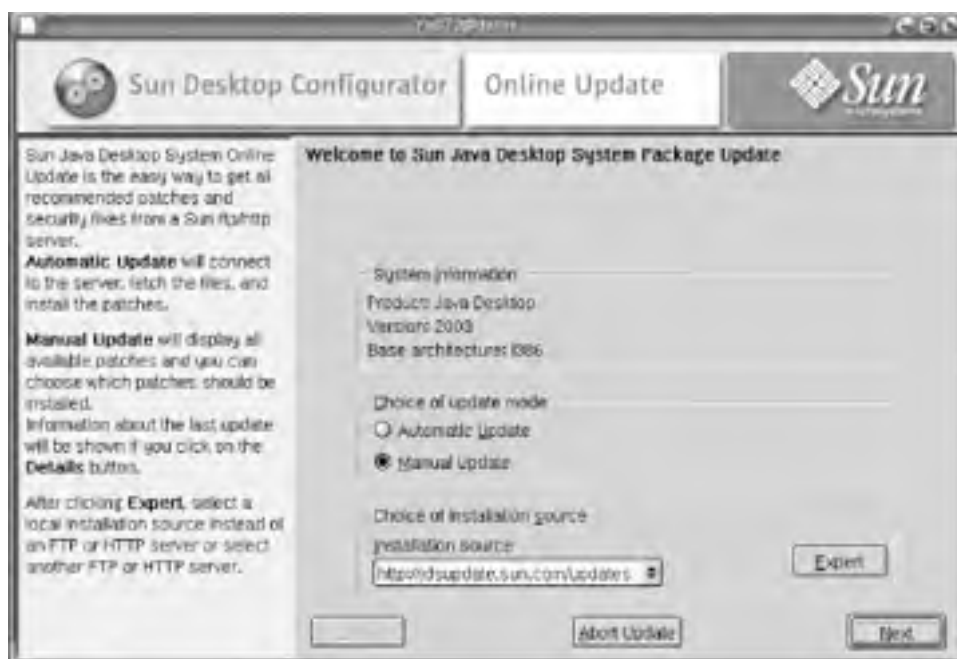 YaST2@
Sun Desktop Configurator
Online Update
Sun
microsystems
Sun Java Desktop System Online
Update is the easy way to get all
recommended patches and
security fixes from a Sun ftp/http
server.
Automatic Update will connect
to the server, fetch the files, and
install the patches.
Manual Update will display all
available patches and you can
choose which patches should be
installed.
Information about the last update
will be shown if you click on the
Details button.
After clicking Expert, select a
local installation source instead of
an FTP or HTTP server or select
another FTP or HTTP server.
Welcome to Sun Java Desktop System Package Update
System Information
Product: Java Desktop
Version: 2003
Base architecture: i386
Choice of update mode
Automatic Update
Manual Update
Choice of installation source
Installation source
http://jdsupdate.sun.com/updates
Expert
Abort Update
Next